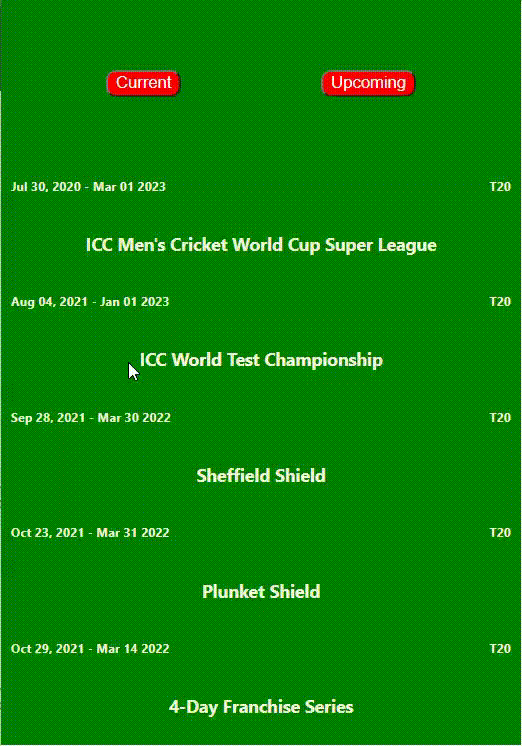 Current Upcoming
Jul 30, 2020 - Mar 01 2023 T20
ICC Men's Cricket World Cup Super League
Aug 04, 2021 - Jan 01 2023 T20
ICC World Test Championship
Sep 28, 2021 - Mar 30 2022 T20
Sheffield Shield
Oct 23, 2021 - Mar 31 2022 T20
Plunket Shield
Oct 29, 2021 - Mar 14 2022 T20
4-Day Franchise Series